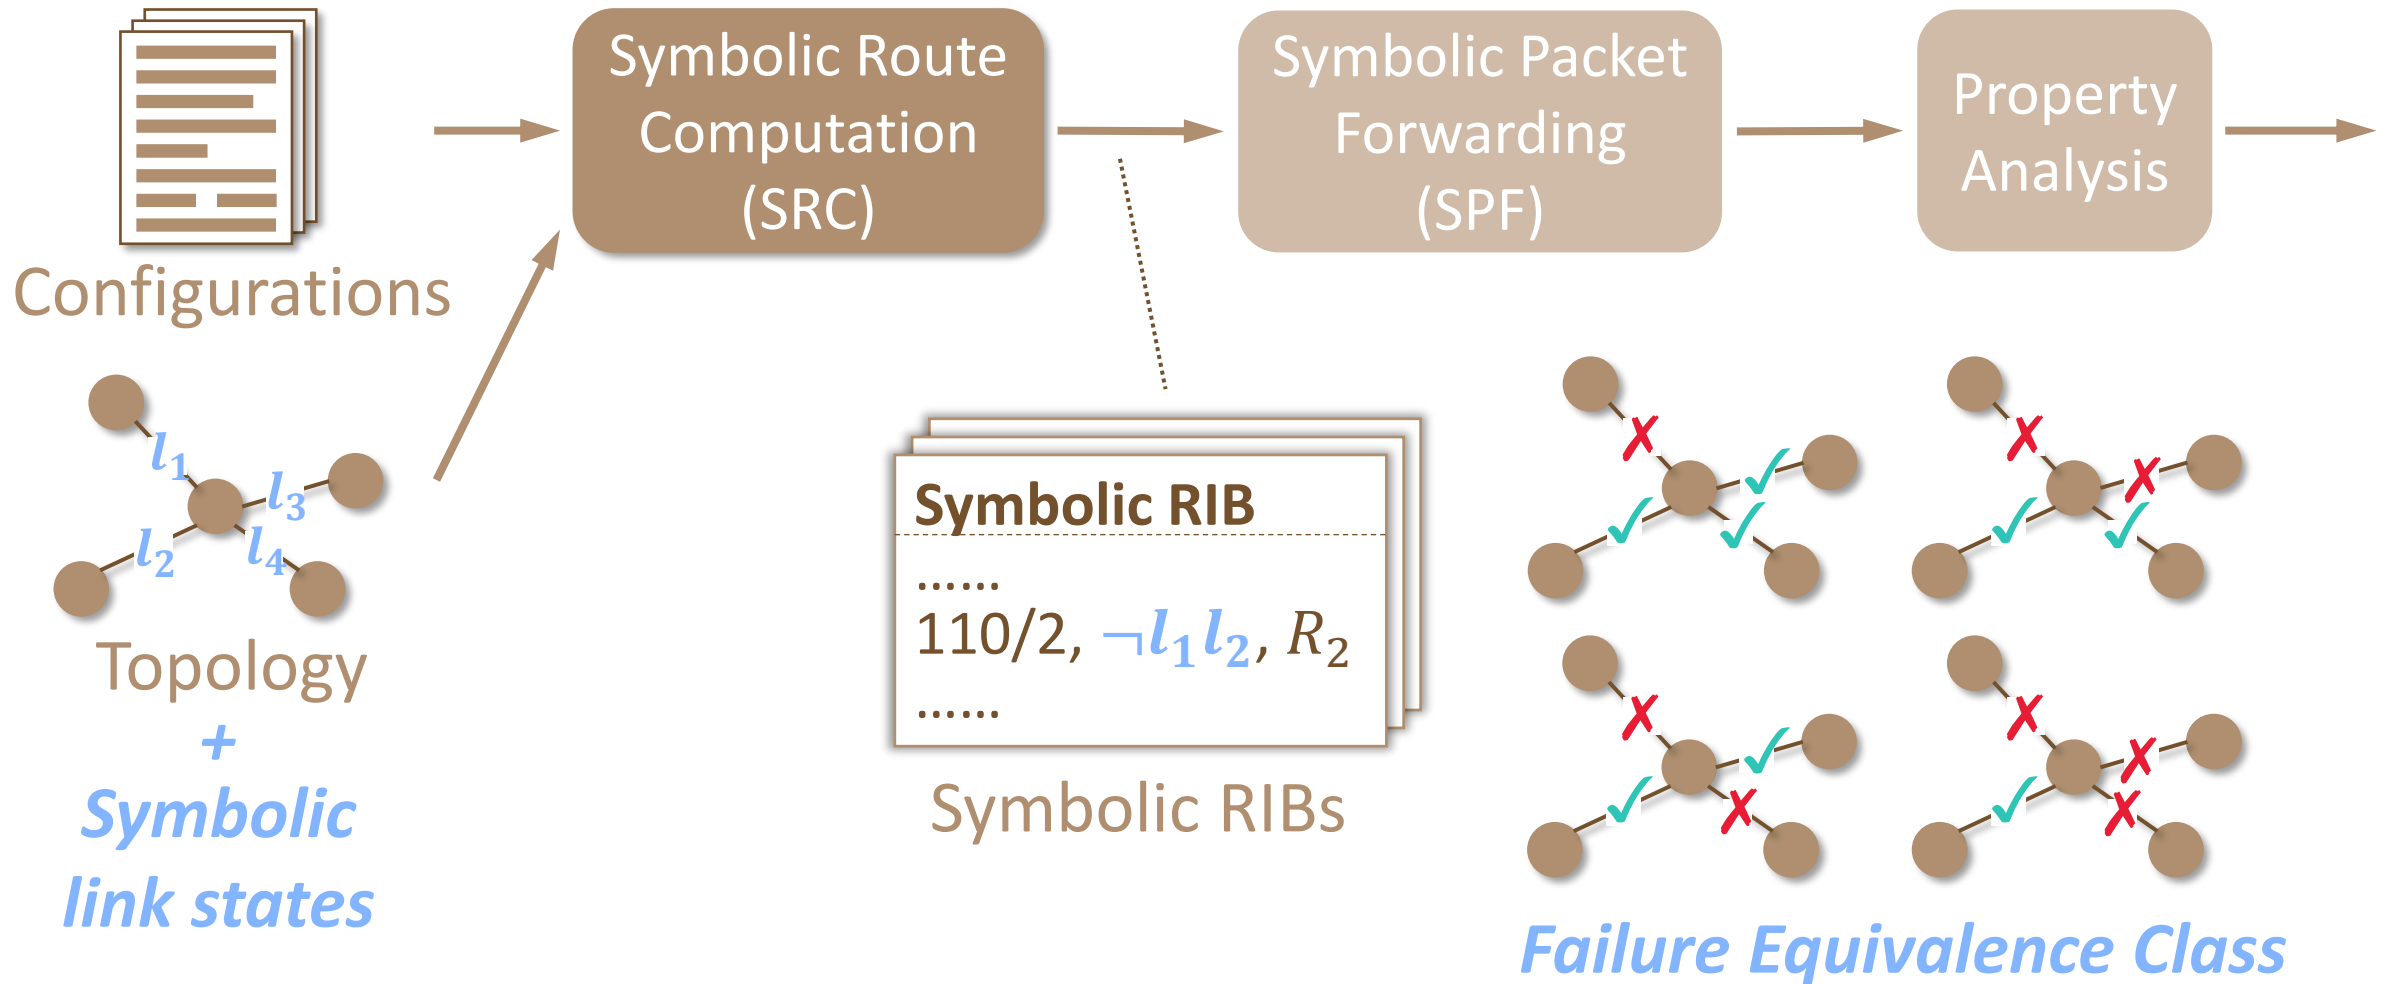 Symbolic Route
Computation
(SRC)
Symbolic Packet
Forwarding
(SPF)
Property
Analysis
Configurations
l₁
l₃
l₂
l₄
Topology
+
Symbolic
link states
Symbolic RIB
......
110/2, ¬l₁l₂, R₂
......
Symbolic RIBs
Failure Equivalence Class